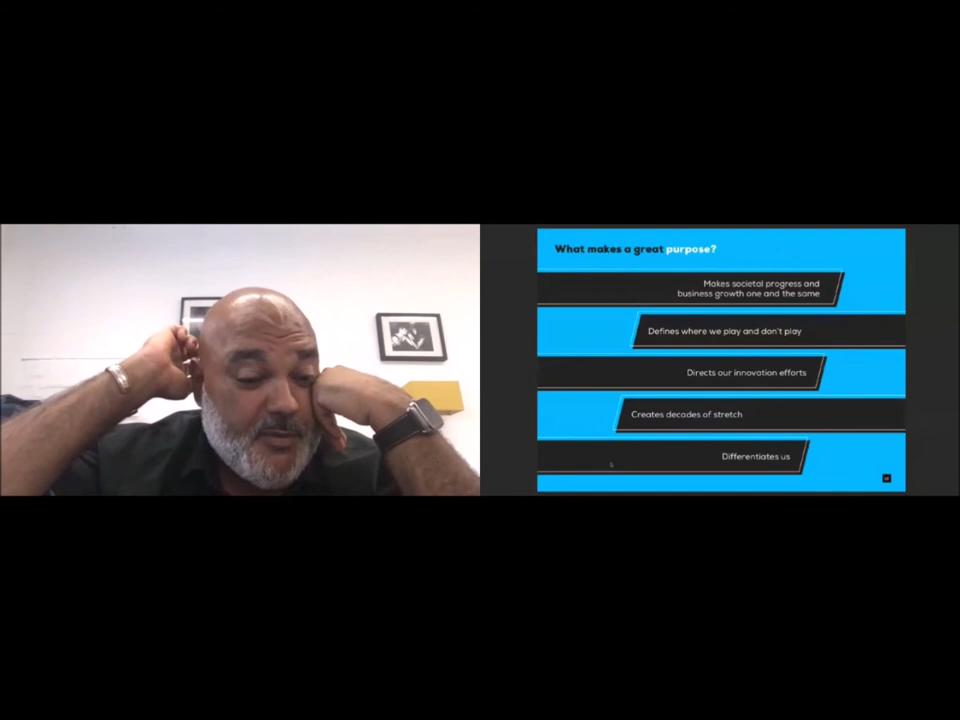 What makes a great purpose?
Makes societal progress and
business growth one and the same
Defines where we play and don't play
Directs our innovation efforts
Creates decades of stretch
Differentiates us